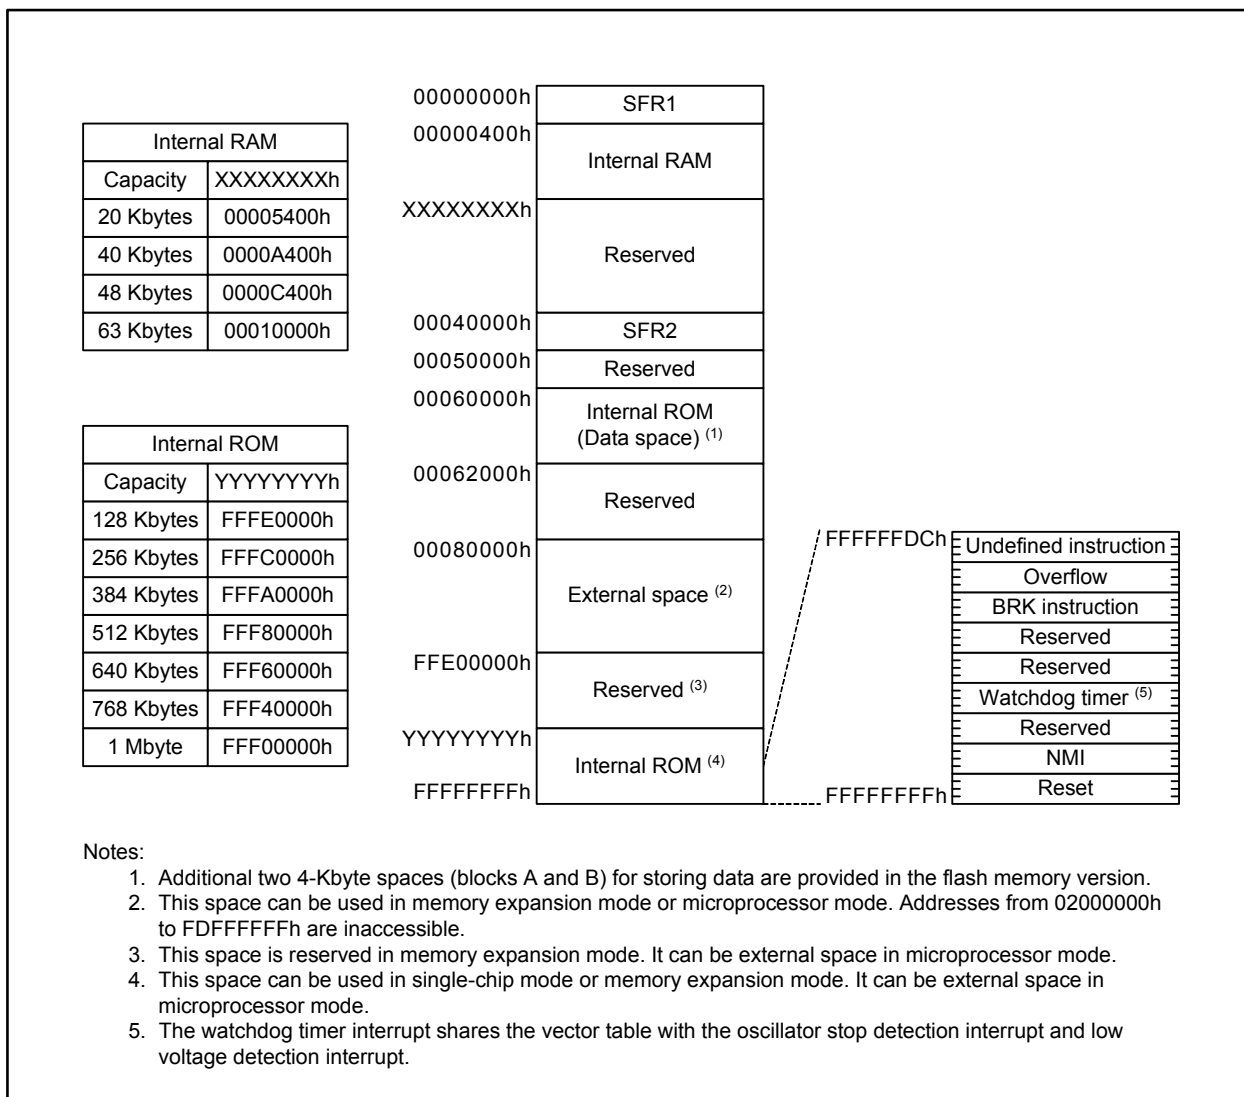 Internal RAM
Capacity XXXXXXXXh
20 Kbytes 00005400h
40 Kbytes 0000A400h
48 Kbytes 0000C400h
63 Kbytes 00010000h
Internal ROM
Capacity YYYYYYYYh
128 Kbytes FFFE0000h
256 Kbytes FFFC0000h
384 Kbytes FFFA0000h
512 Kbytes FFF80000h
640 Kbytes FFF60000h
768 Kbytes FFF40000h
1 Mbyte FFF00000h
00000000h
SFR1
00000400h
Internal RAM
XXXXXXXXh
Reserved
00040000h
SFR2
00050000h
Reserved
00060000h
Internal ROM
(Data space) (1)
00062000h
Reserved
00080000h
External space (2)
FFE00000h
Reserved (3)
YYYYYYYYh
Internal ROM (4)
FFFFFFFFh
FFFFFFDCh
Undefined instruction
Overflow
BRK instruction
Reserved
Reserved
Watchdog timer (5)
Reserved
NMI
Reset
FFFFFFFFh
Notes:
1. Additional two 4-Kbyte spaces (blocks A and B) for storing data are provided in the flash memory version.
2. This space can be used in memory expansion mode or microprocessor mode. Addresses from 02000000h
to FDFFFFFFh are inaccessible.
3. This space is reserved in memory expansion mode. It can be external space in microprocessor mode.
4. This space can be used in single-chip mode or memory expansion mode. It can be external space in
microprocessor mode.
5. The watchdog timer interrupt shares the vector table with the oscillator stop detection interrupt and low
voltage detection interrupt.